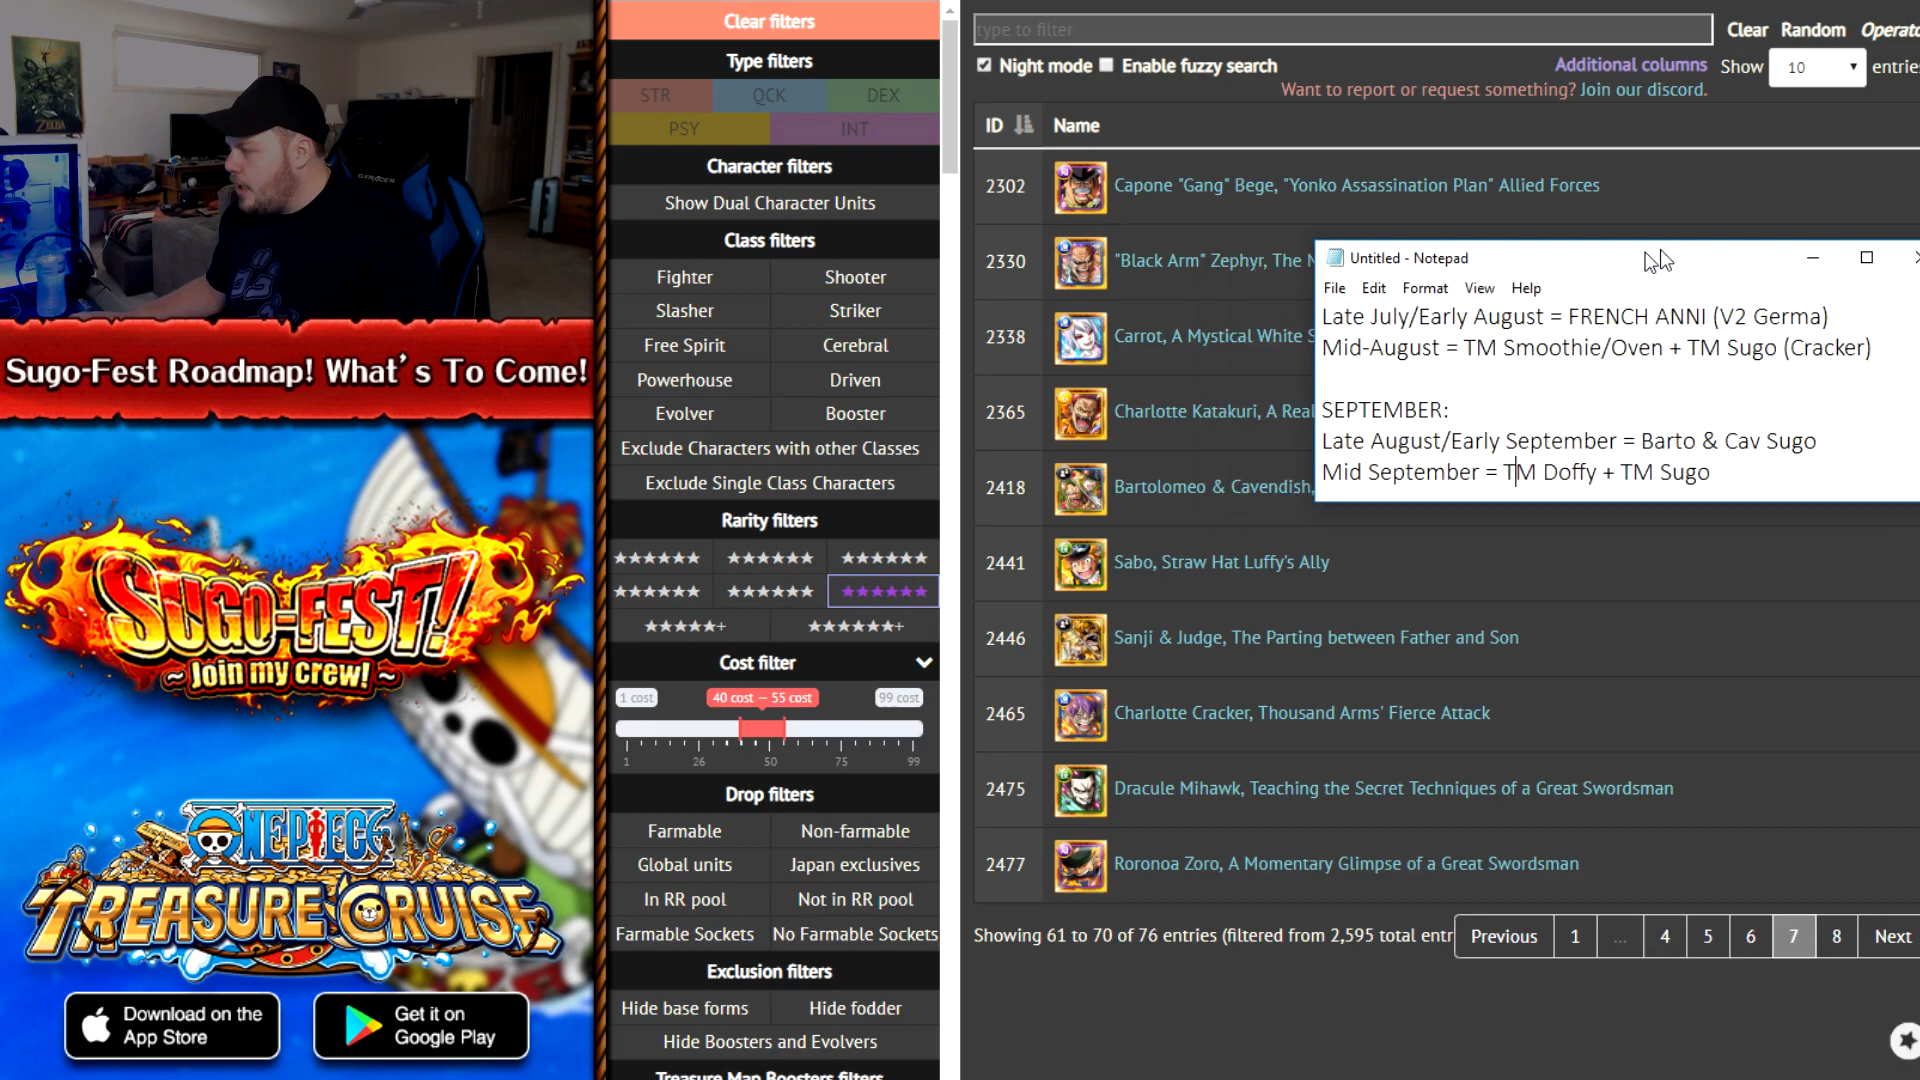 ZELDA
DXRACER
Sugo-Fest Roadmap! What's To Come!
SUGO-FEST!
~Join my crew!~
ONE PIECE
TREASURE CRUISE
Download on the
App Store
Get it on
Google Play
Clear filters
Type filters
STR QCK DEX
PSY INT
Character filters
Show Dual Character Units
Class filters
Fighter Shooter
Slasher Striker
Free Spirit Cerebral
Powerhouse Driven
Evolver Booster
Exclude Characters with other Classes
Exclude Single Class Characters
Rarity filters
★★★★★★ ★★★★★★ ★★★★★★
★★★★★★ ★★★★★★ ★★★★★★
★★★★★+ ★★★★★★+
Cost filter
1 cost 40 cost — 55 cost 99 cost
1 26 50 75 99
Drop filters
Farmable Non-farmable
Global units Japan exclusives
In RR pool Not in RR pool
Farmable Sockets No Farmable Sockets
Exclusion filters
Hide base forms Hide fodder
Hide Boosters and Evolvers
Treasure Map Boosters filters
type to filter Clear Random Operato
Night mode Enable fuzzy search Additional columns Show 10 entries
Want to report or request something? Join our discord.
ID Name
2302 Capone "Gang" Bege, "Yonko Assassination Plan" Allied Forces
2330 "Black Arm" Zephyr, The N
2338 Carrot, A Mystical White S
2365 Charlotte Katakuri, A Real
2418 Bartolomeo & Cavendish,
2441 Sabo, Straw Hat Luffy's Ally
2446 Sanji & Judge, The Parting between Father and Son
2465 Charlotte Cracker, Thousand Arms' Fierce Attack
2475 Dracule Mihawk, Teaching the Secret Techniques of a Great Swordsman
2477 Roronoa Zoro, A Momentary Glimpse of a Great Swordsman
Showing 61 to 70 of 76 entries (filtered from 2,595 total entr
Previous 1 ... 4 5 6 7 8 Next
Untitled - Notepad
File Edit Format View Help
Late July/Early August = FRENCH ANNI (V2 Germa)
Mid-August = TM Smoothie/Oven + TM Sugo (Cracker)
SEPTEMBER:
Late August/Early September = Barto & Cav Sugo
Mid September = TM Doffy + TM Sugo